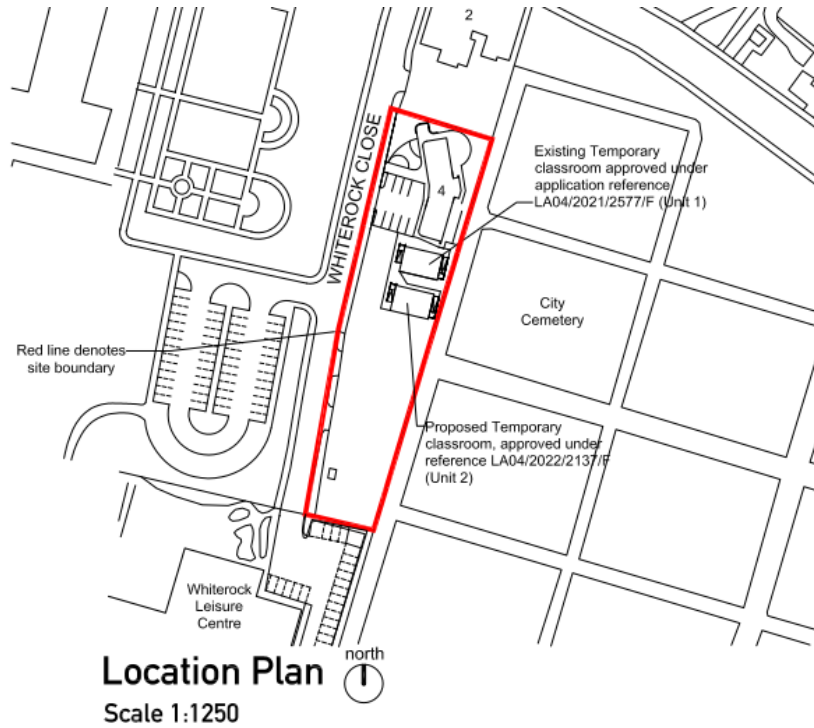 2
WHITEROCK CLOSE
4
Existing Temporary
classroom approved under
application reference
LA04/2021/2577/F (Unit 1)
City
Cemetery
Red line denotes
site boundary
Proposed Temporary
classroom, approved under
reference LA04/2022/2137/F
(Unit 2)
Whiterock
Leisure
Centre
Location Plan
north
Scale 1:1250